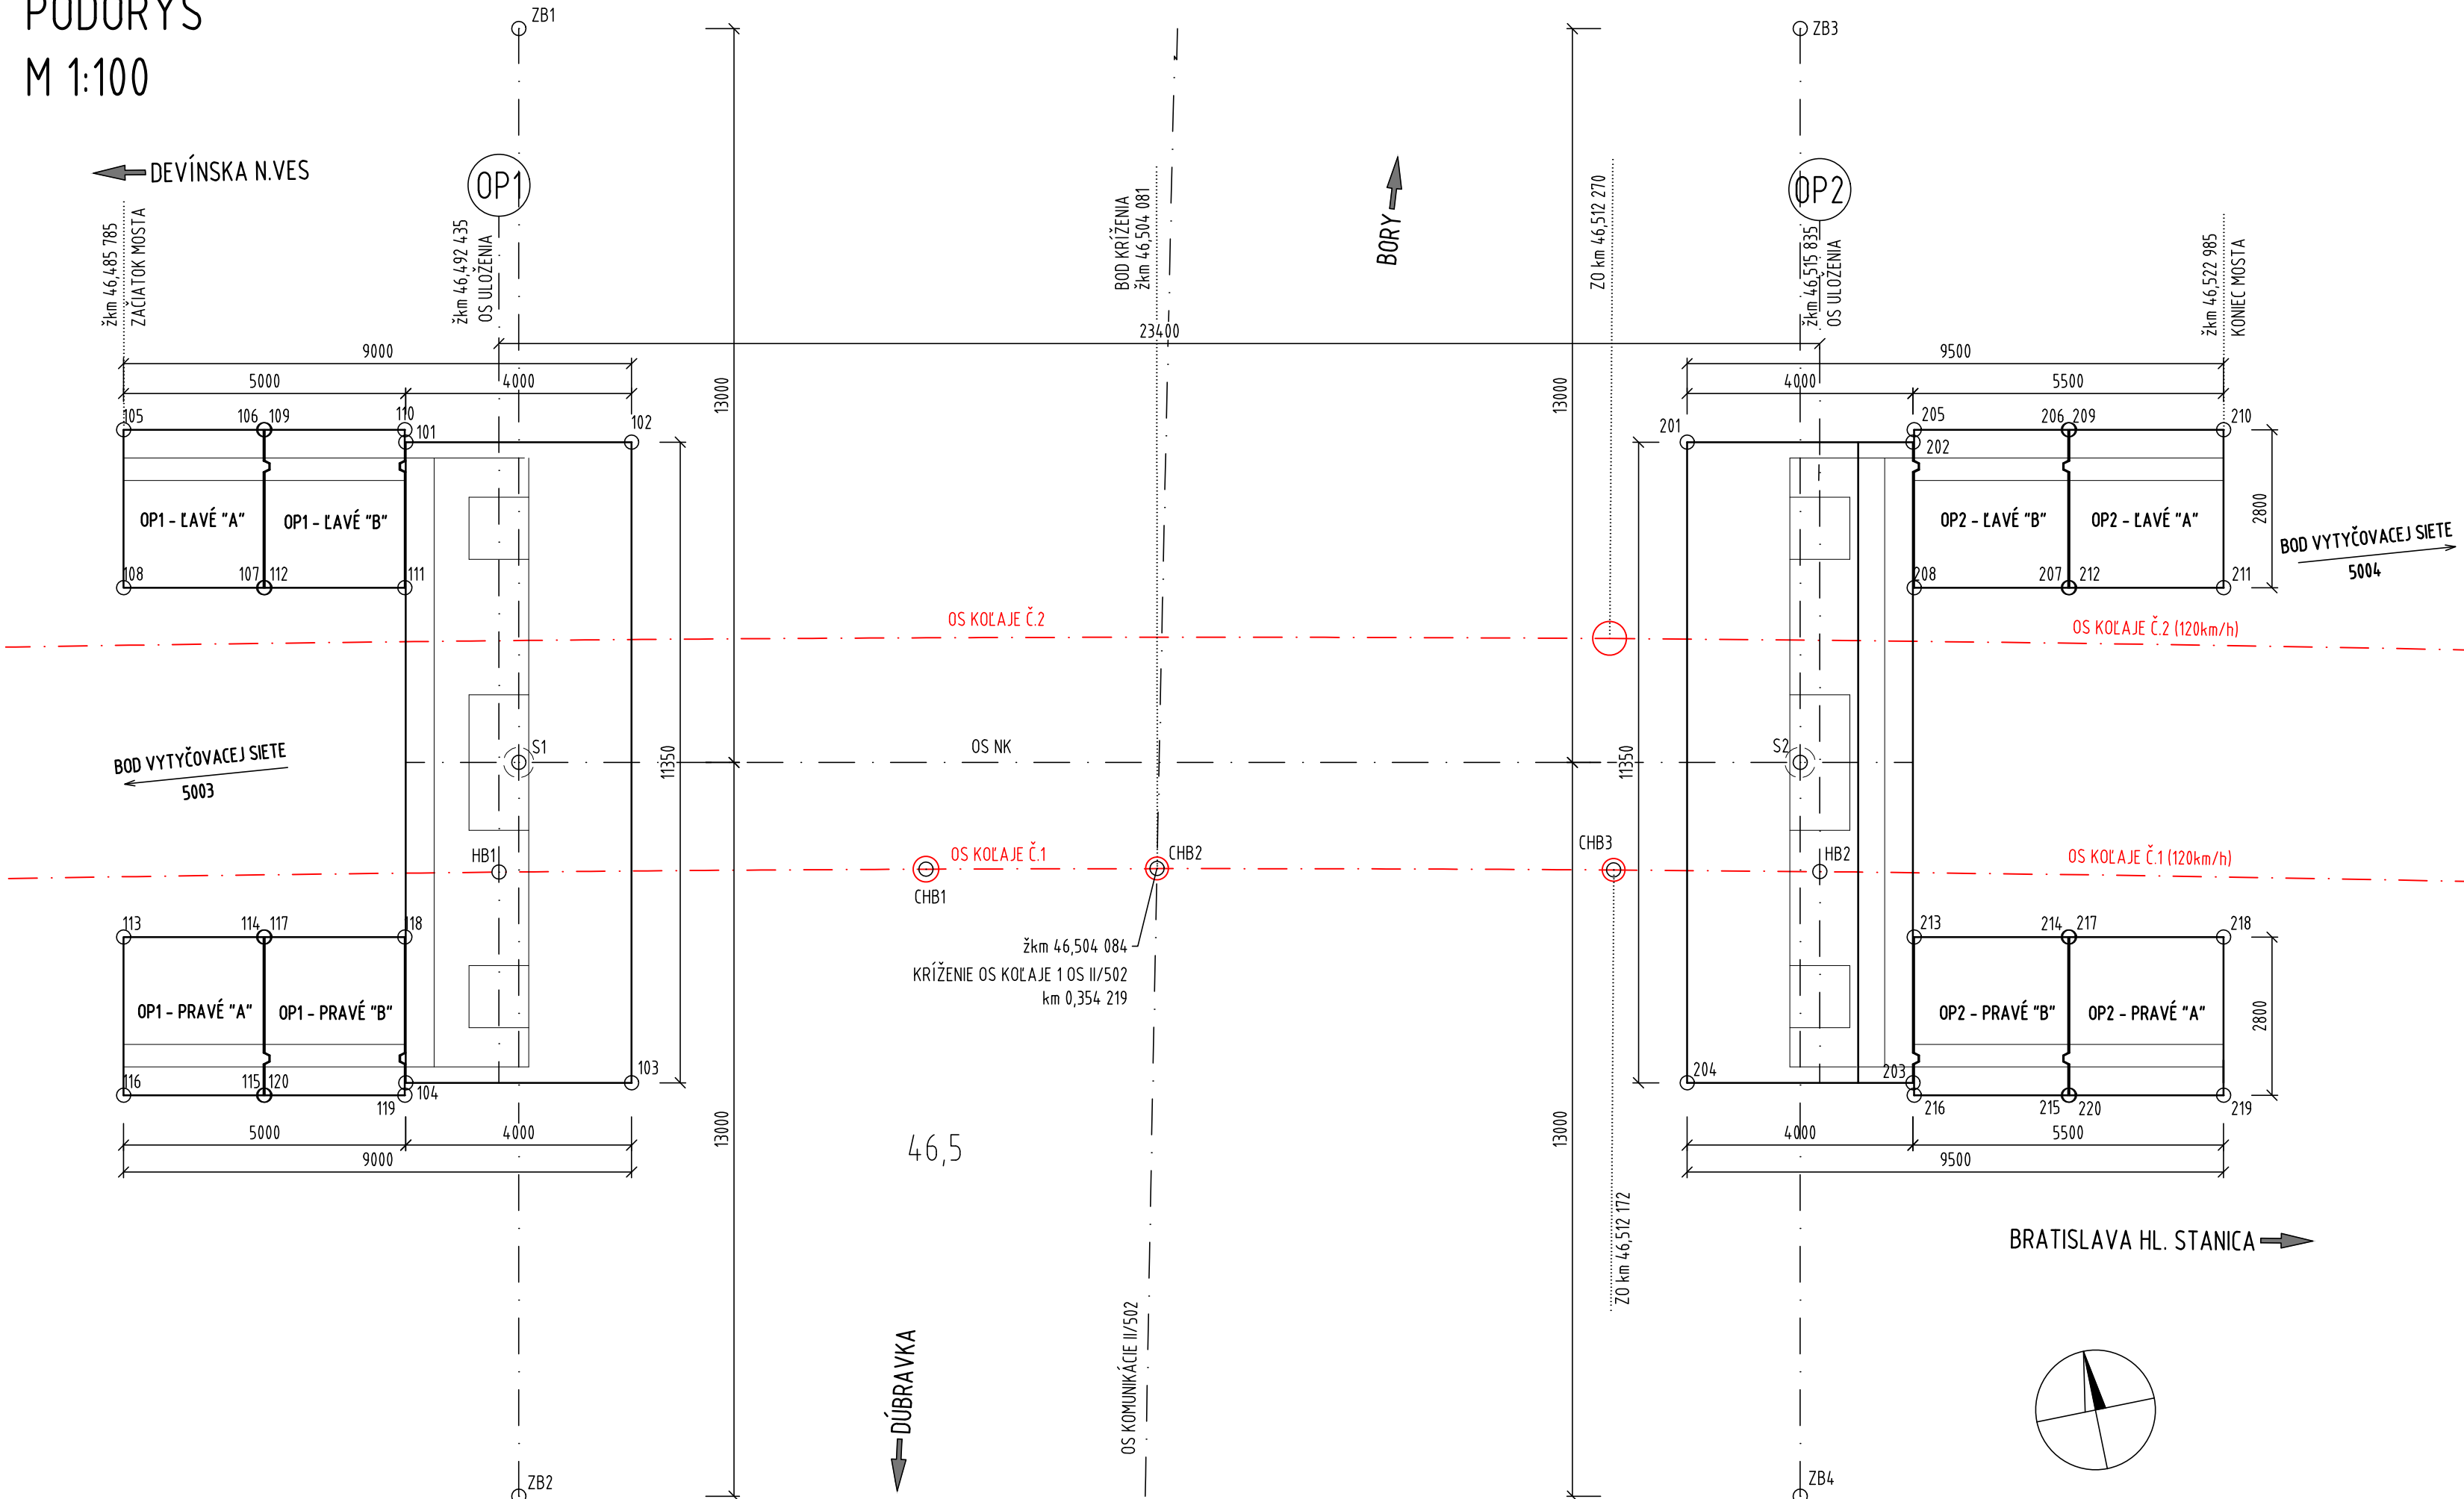 PÔDORYS
M 1:100
ZB1
ZB3
DEVÍNSKA N.VES
OP1
OP2
BORY
žkm 46,485 785
ZAČIATOK MOSTA
žkm 46,492 435
OS ULOŽENIA
BOD KRÍŽENIA
žkm 46,504 081
ZO km 46,512 270
žkm 46,515 835
OS ULOŽENIA
žkm 46,522 985
KONIEC MOSTA
23400
9000
5000
4000
13000
13000
9500
4000
5500
105
106
109
110
101
102
201
205
202
206
209
210
OP1 - ĽAVÉ "A"
OP1 - ĽAVÉ "B"
OP2 - ĽAVÉ "B"
OP2 - ĽAVÉ "A"
2800
BOD VYTYČOVACEJ SIETE
5004
108
107
112
111
208
207
212
211
OS KOĽAJE Č.2
OS KOĽAJE Č.2 (120km/h)
BOD VYTYČOVACEJ SIETE
5003
S1
11350
OS NK
11350
S2
HB1
OS KOĽAJE Č.1
CHB1
CHB2
CHB3
HB2
OS KOĽAJE Č.1 (120km/h)
113
114
117
118
213
214
217
218
žkm 46,504 084
KRÍŽENIE OS KOĽAJE 1 OS II/502
km 0,354 219
OP1 - PRAVÉ "A"
OP1 - PRAVÉ "B"
OP2 - PRAVÉ "B"
OP2 - PRAVÉ "A"
2800
116
115
120
119
104
103
204
203
216
215
220
219
5000
4000
9000
13000
46,5
13000
4000
5500
9500
ZO km 46,512 172
BRATISLAVA HL. STANICA
DÚBRAVKA
OS KOMUNIKÁCIE II/502
ZB2
ZB4